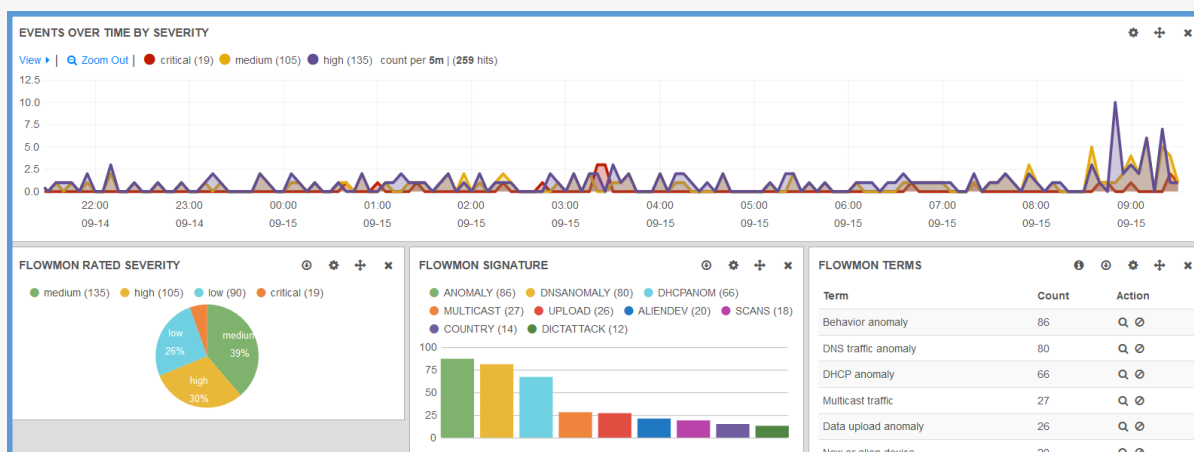 EVENTS OVER TIME BY SEVERITY
View | Zoom Out | critical (19) medium (105) high (135) count per 5m | (259 hits)
12.5
10.0
7.5
5.0
2.5
0.0
22:00 23:00 00:00 01:00 02:00 03:00 04:00 05:00 06:00 07:00 08:00 09:00
09-14 09-14 09-15 09-15 09-15 09-15 09-15 09-15 09-15 09-15 09-15 09-15
FLOWMON RATED SEVERITY
medium (135) high (105) low (90) critical (19)
low
26%
medium
39%
high
30%
FLOWMON SIGNATURE
ANOMALY (86) DNSANOMALY (80) DHCPANOM (66)
MULTICAST (27) UPLOAD (26) ALIENDEV (20) SCANS (18)
COUNTRY (14) DICTATTACK (12)
100
75
50
25
0
FLOWMON TERMS
Term Count Action
Behavior anomaly 86
DNS traffic anomaly 80
DHCP anomaly 66
Multicast traffic 27
Data upload anomaly 26
New or alien device 20